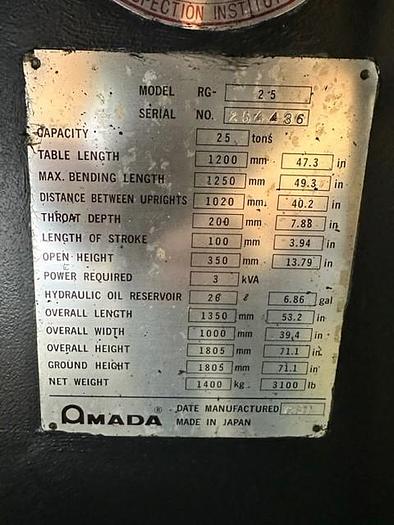 SPECTION INSTITUT
MODEL RG- 25
SERIAL NO.
CAPACITY 25 tons
TABLE LENGTH 1200 mm 47.3 in
MAX. BENDING LENGTH 1250 mm 49.3 in
DISTANCE BETWEEN UPRIGHTS 1020 mm. 40.2 in
THROAT DEPTH 200 mm 7.88 in
LENGTH OF STROKE 100 mm 3.94 in
OPEN HEIGHT 350 mm 13.79 in
POWER REQUIRED 3 kVA
HYDRAULIC OIL RESERVOIR 26 ℓ 6.86 gal
OVERALL LENGTH 1350 mm 53.2 in
OVERALL WIDTH 1000 mm 39.4 in
OVERALL HEIGHT 1805 mm 71.1 in.
GROUND HEIGHT 1805 mm 71.1 in
NET WEIGHT 1400 kg 3100 lb
AMADA ® DATE MANUFACTURED
MADE IN JAPAN